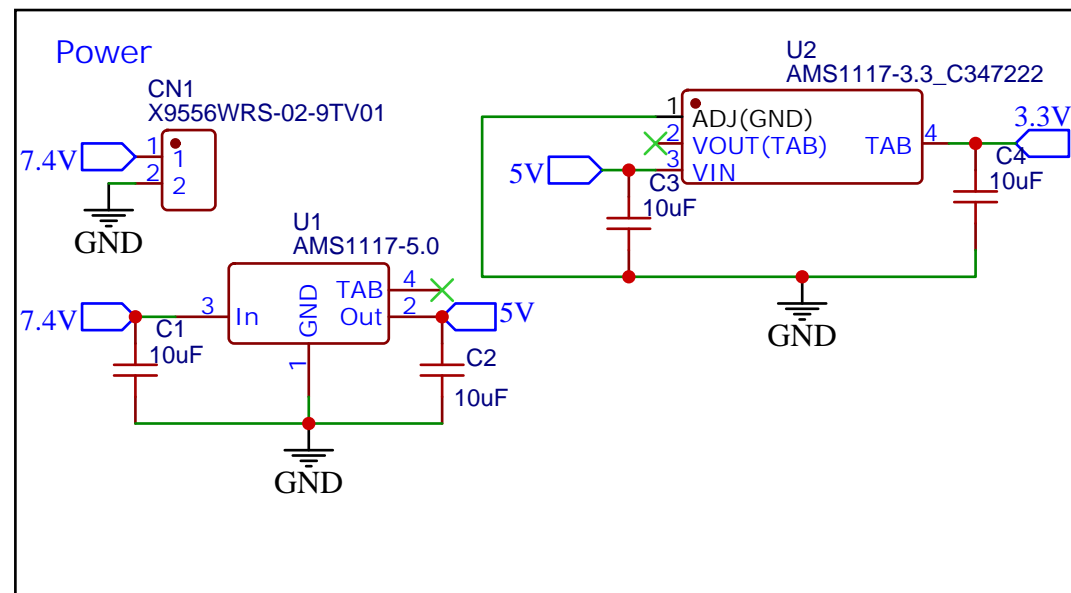 Power
CN1
X9556WRS-02-9TV01
7.4V
1
1
2
2
GND
U1
AMS1117-5.0
7.4V
3
In
GND
1
TAB
4
Out
2
5V
C1
10uF
C2
10uF
GND
U2
AMS1117-3.3_C347222
1
ADJ(GND)
2
VOUT(TAB)
3
VIN
TAB
4
3.3V
5V
C3
10uF
C4
10uF
GND